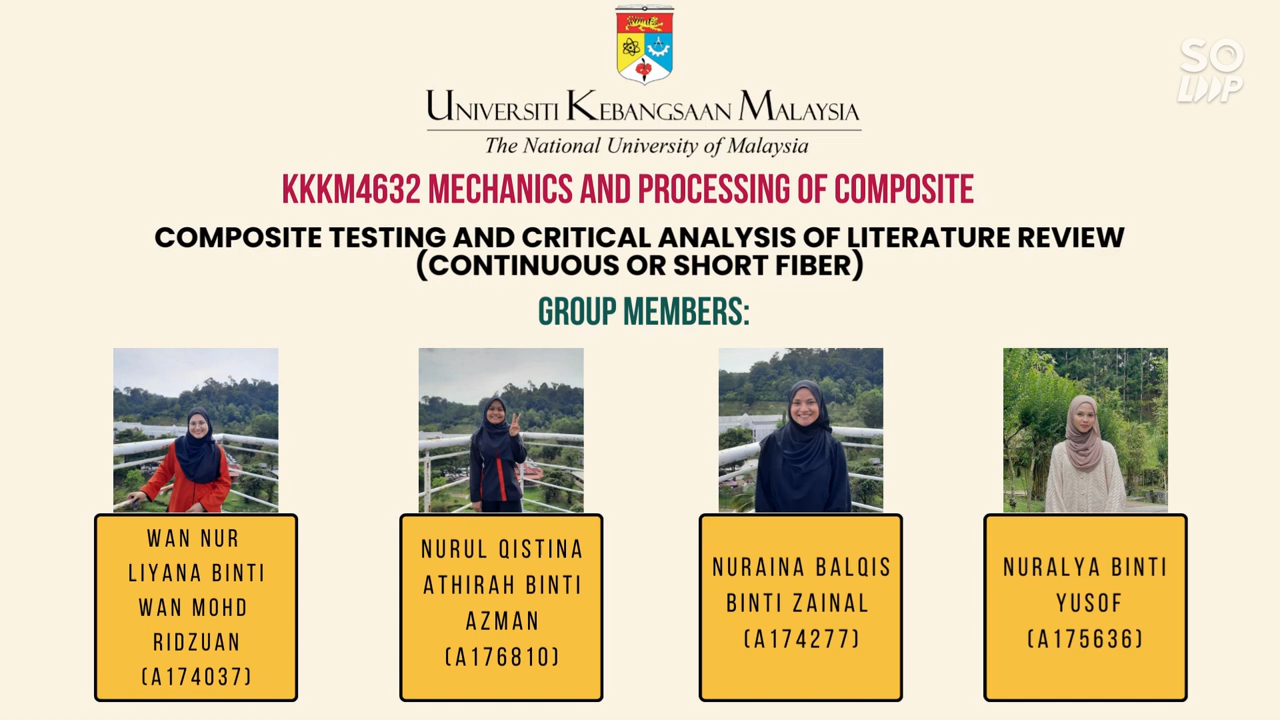 SO
LIIP
UNIVERSITI KEBANGSAAN MALAYSIA
The National University of Malaysia
KKKM4632 MECHANICS AND PROCESSING OF COMPOSITE
COMPOSITE TESTING AND CRITICAL ANALYSIS OF LITERATURE REVIEW
(CONTINUOUS OR SHORT FIBER)
GROUP MEMBERS:
WAN NUR
LIYANA BINTI
WAN MOHD
RIDZUAN
(A174037)
NURUL QISTINA
ATHIRAH BINTI
AZMAN
(A176810)
NURAINA BALQIS
BINTI ZAINAL
(A174277)
NURALYA BINTI
YUSOF
(A175636)